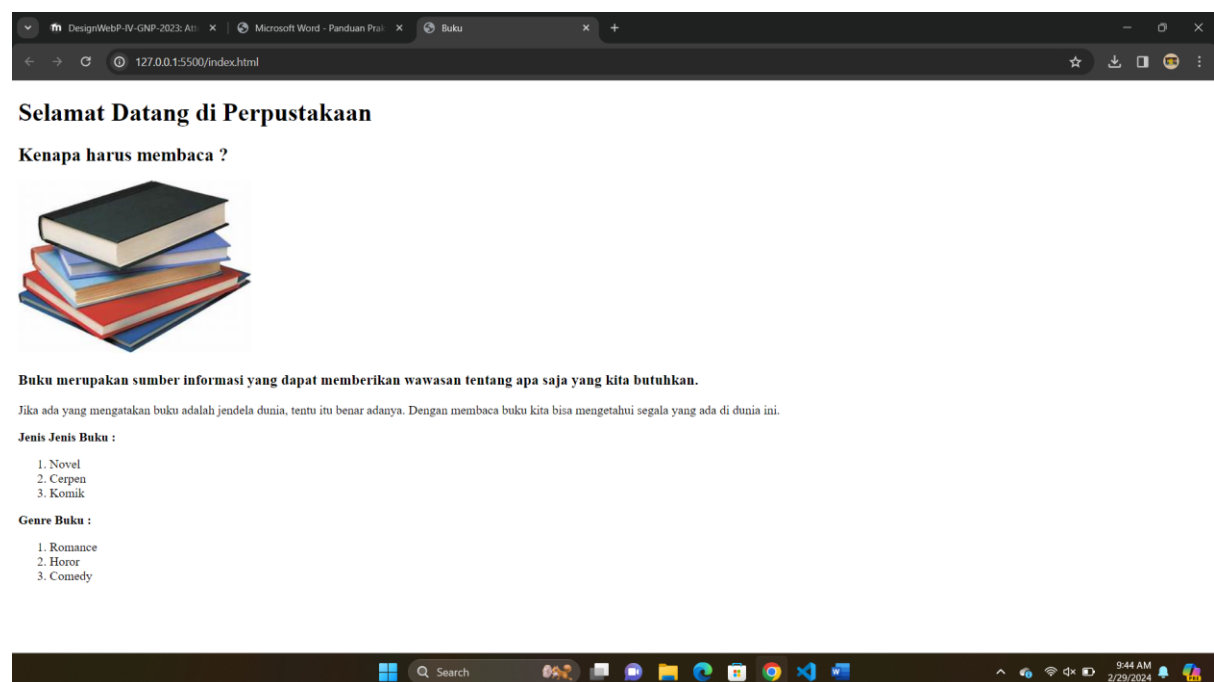 DesignWebP-IV-GNP-2023: Att
Microsoft Word - Panduan Prak
Buku
127.0.0.1:5500/index.html
Selamat Datang di Perpustakaan
Kenapa harus membaca ?
Buku merupakan sumber informasi yang dapat memberikan wawasan tentang apa saja yang kita butuhkan.
Jika ada yang mengatakan buku adalah jendela dunia, tentu itu benar adanya. Dengan membaca buku kita bisa mengetahui segala yang ada di dunia ini.
Jenis Jenis Buku :
1. Novel
2. Cerpen
3. Komik
Genre Buku :
1. Romance
2. Horor
3. Comedy
Search
9:44 AM
2/29/2024